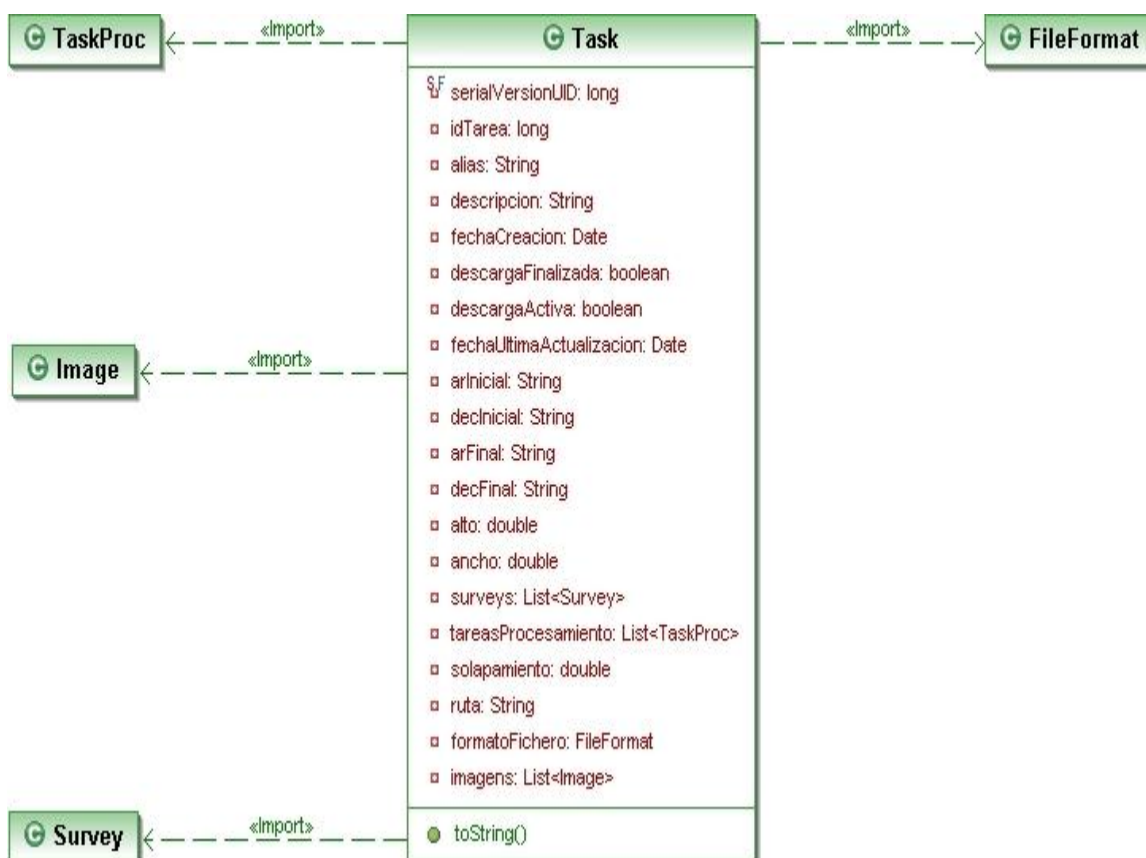 TaskProc
«Import»
Task
«Import»
FileFormat
S F
serialVersionUID: long
idTarea: long
alias: String
descripcion: String
fechaCreacion: Date
descargaFinalizada: boolean
descargaActiva: boolean
fechaUltimaActualizacion: Date
Image
«Import»
arInicial: String
decInicial: String
arFinal: String
decFinal: String
alto: double
ancho: double
surveys: List<Survey>
tareasProcesamiento: List<TaskProc>
solapamiento: double
ruta: String
formatoFichero: FileFormat
imagens: List<Image>
Survey
«Import»
toString()